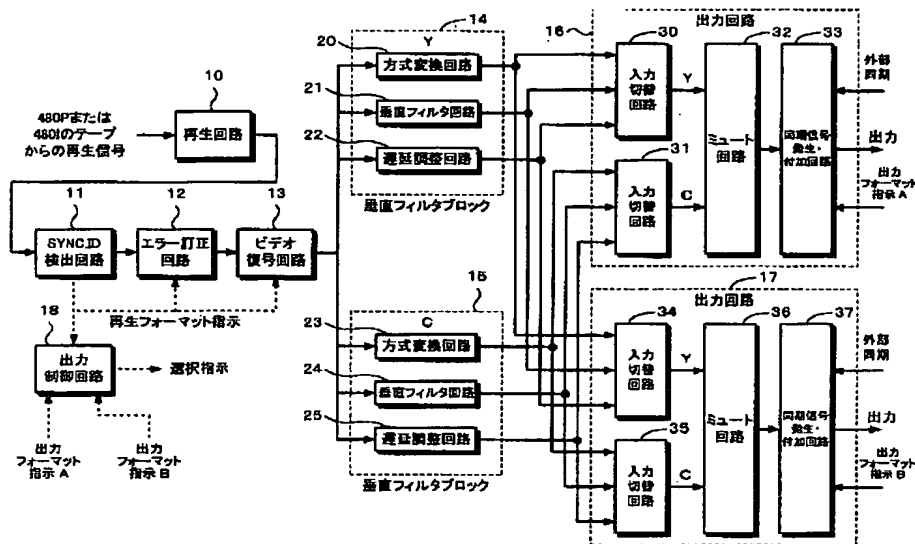 10
480Pまたは
480Iのテープ
からの再生信号
再生回路
11
12
13
SYNC,ID
検出回路
エラー訂正
回路
ビデオ
復号回路
再生フォーマット指示
18
出力
制御回路
選択指示
出力
フォーマット
指示 A
出力
フォーマット
指示 B
14
Y
20
方式変換回路
21
垂直フィルタ回路
22
遅延調整回路
垂直フィルタブロック
15
C
23
方式変換回路
24
垂直フィルタ回路
25
遅延調整回路
垂直フィルタブロック
16
出力回路
30
入力
切替
回路
Y
31
入力
切替
回路
C
32
ミュート
回路
33
同期信号
発生・
付加回路
外部
同期
出力
出力
フォーマット
指示 A
17
出力回路
34
入力
切替
回路
Y
35
入力
切替
回路
C
36
ミュート
回路
37
同期信号
発生・
付加回路
外部
同期
出力
出力
フォーマット
指示 B